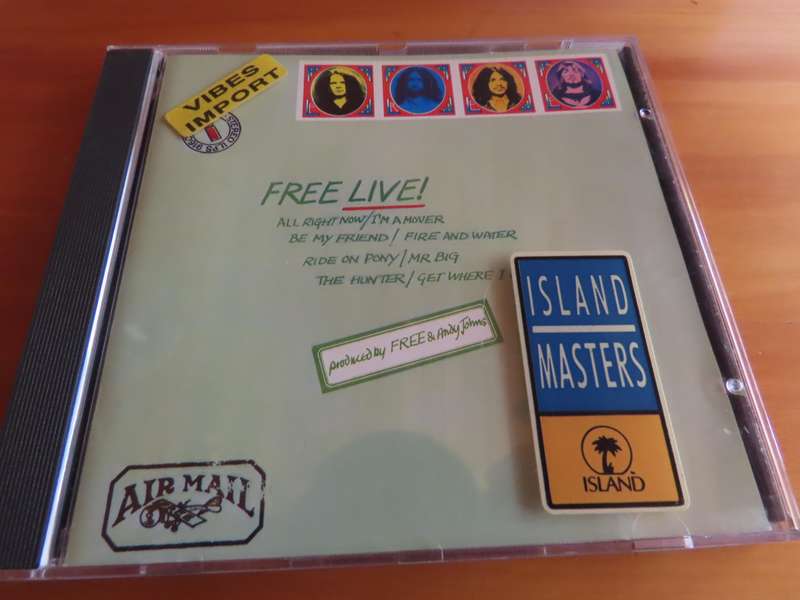 VIBES
IMPORT
FREE LIVE!
ALL RIGHT NOW/I'M A MOVER
BE MY FRIEND/ FIRE AND WATER
RIDE ON PONY/MR BIG
THE HUNTER/GET WHERE I
produced by FREE & Andy Johns
ISLAND
MASTERS
ISLAND
AIR MAIL